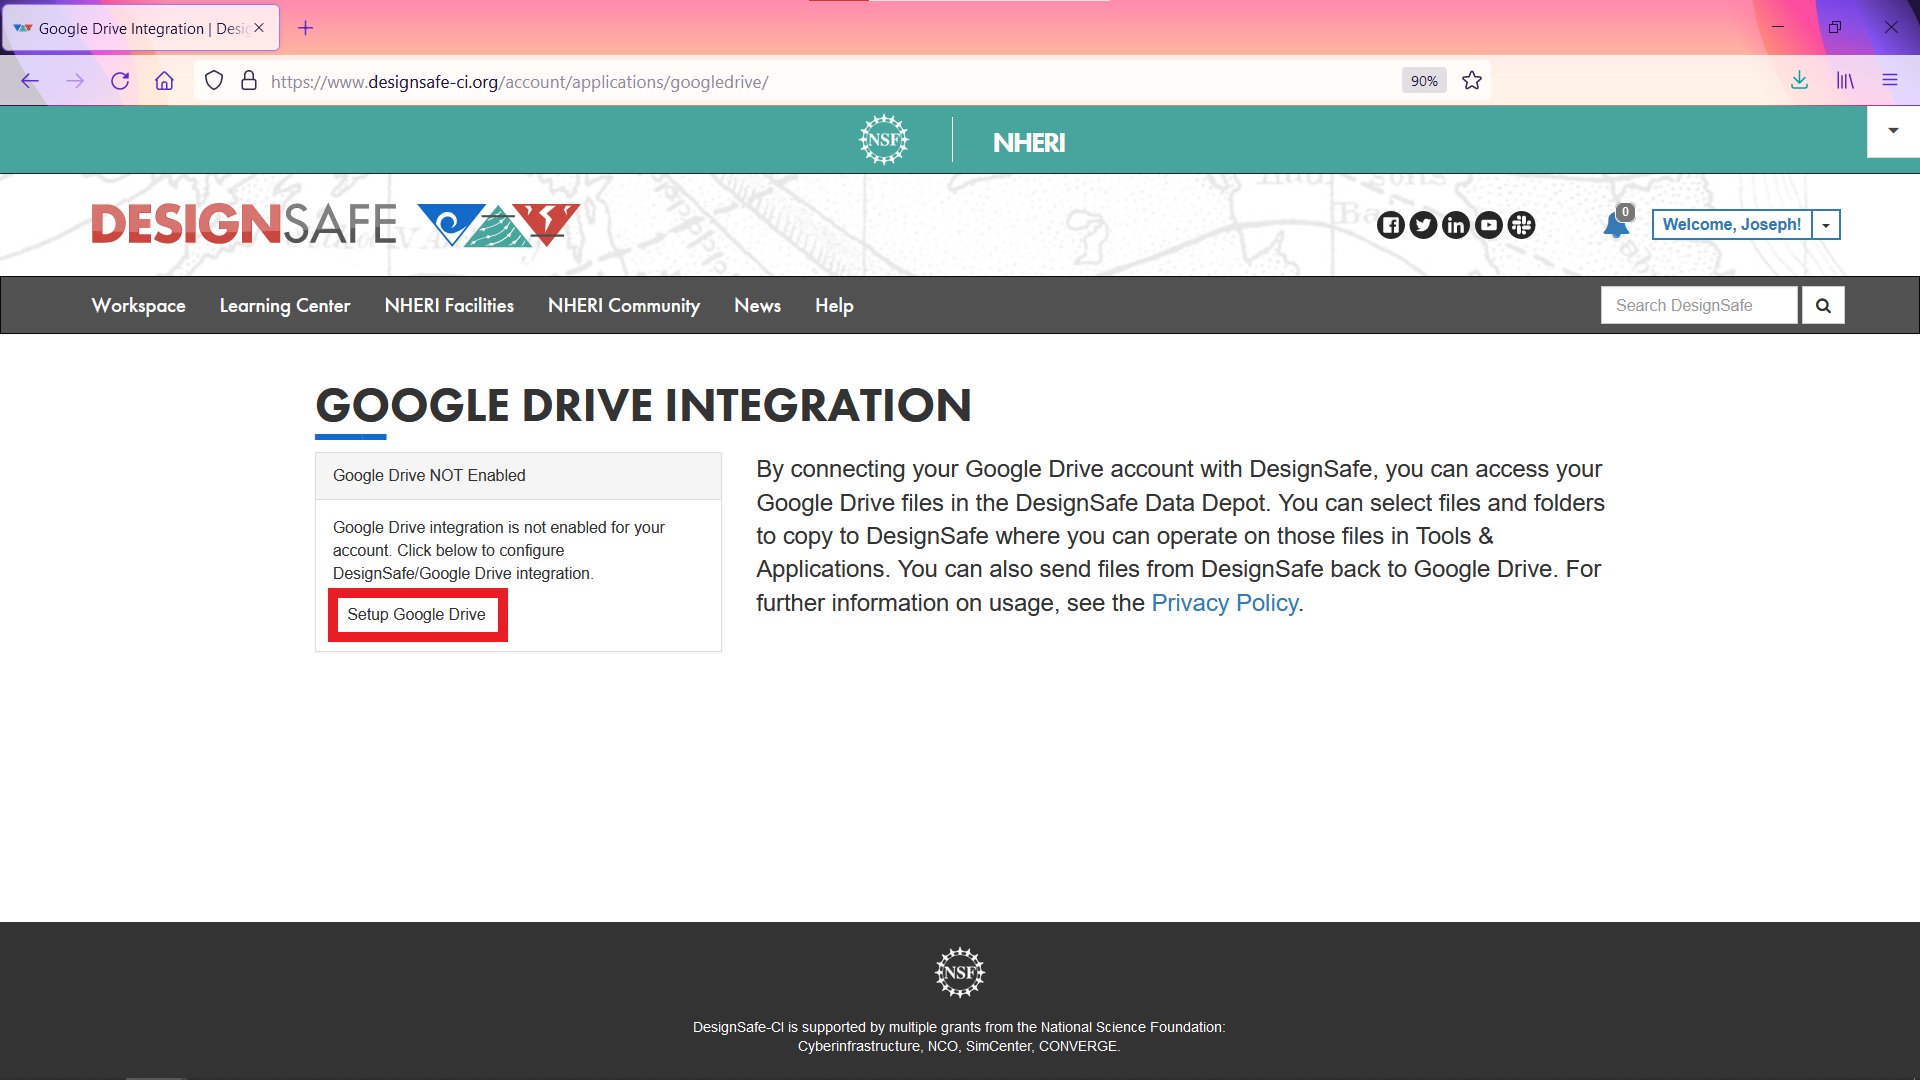 Google Drive Integration | Desig
https://www.designsafe-ci.org/account/applications/googledrive/
90%
NSF
NHERI
DESIGNSAFE
0
Welcome, Joseph!
Workspace
Learning Center
NHERI Facilities
NHERI Community
News
Help
Search DesignSafe
GOOGLE DRIVE INTEGRATION
Google Drive NOT Enabled
Google Drive integration is not enabled for your
account. Click below to configure
DesignSafe/Google Drive integration.
Setup Google Drive
By connecting your Google Drive account with DesignSafe, you can access your
Google Drive files in the DesignSafe Data Depot. You can select files and folders
to copy to DesignSafe where you can operate on those files in Tools &
Applications. You can also send files from DesignSafe back to Google Drive. For
further information on usage, see the Privacy Policy.
NSF
DesignSafe-CI is supported by multiple grants from the National Science Foundation:
Cyberinfrastructure, NCO, SimCenter, CONVERGE.